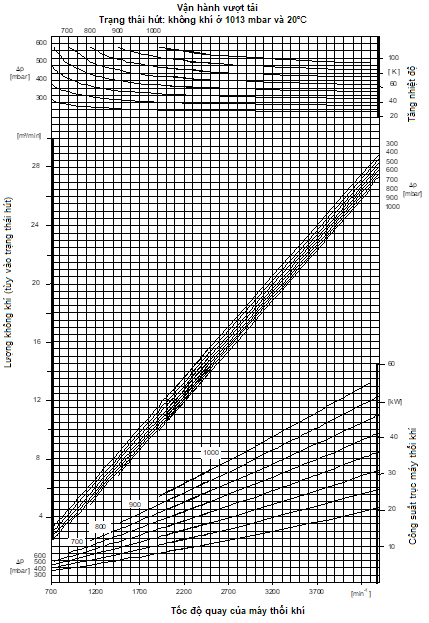 Vận hành vượt tải
Trạng thái hút: không khí ở 1013 mbar và 20°C
700 800 900 1000
Δp
[mbar]
600
500
400
300
100
[ K ]
60
40
20
Tăng nhiệt độ
[m³/min]
28
24
20
16
12
8
4
Lượng không khí (tùy vào trạng thái hút)
300
400
500
600
700
800
900
1000
Δp
[mbar]
60
[kW]
40
30
20
10
Công suất trục máy thổi khí
1000
900
800
700
Δp
[mbar]
600
500
400
300
700 1200 1700 2200 2700 3200 3700 [min⁻¹]
Tốc độ quay của máy thổi khí